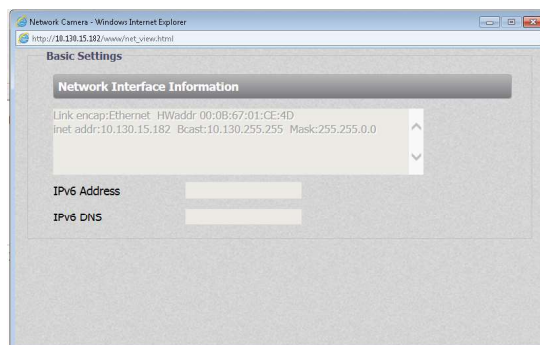 Network Camera - Windows Internet Explorer
http://10.130.15.182/www/net_view.html
Basic Settings
Network Interface Information
Link encap:Ethernet HWaddr 00:0B:67:01:CE:4D
inet addr:10.130.15.182 Bcast:10.130.255.255 Mask:255.255.0.0
IPv6 Address
IPv6 DNS